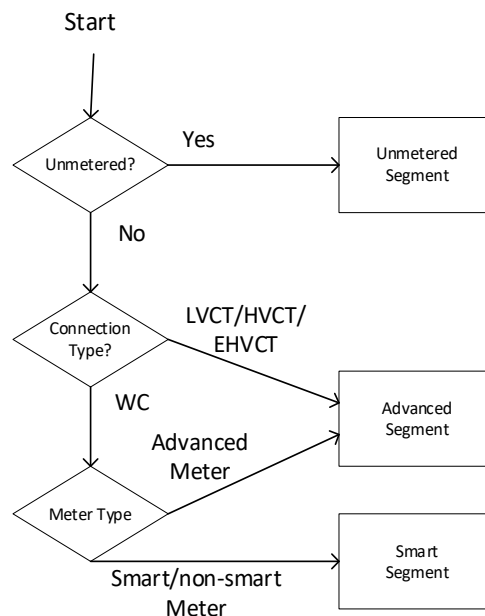 Start
Unmetered?
Yes
Unmetered
Segment
No
Connection
Type?
LVCT/HVCT/
EHVCT
WC
Advanced
Segment
Advanced
Meter
Meter Type
Smart
Segment
Smart/non-smart
Meter